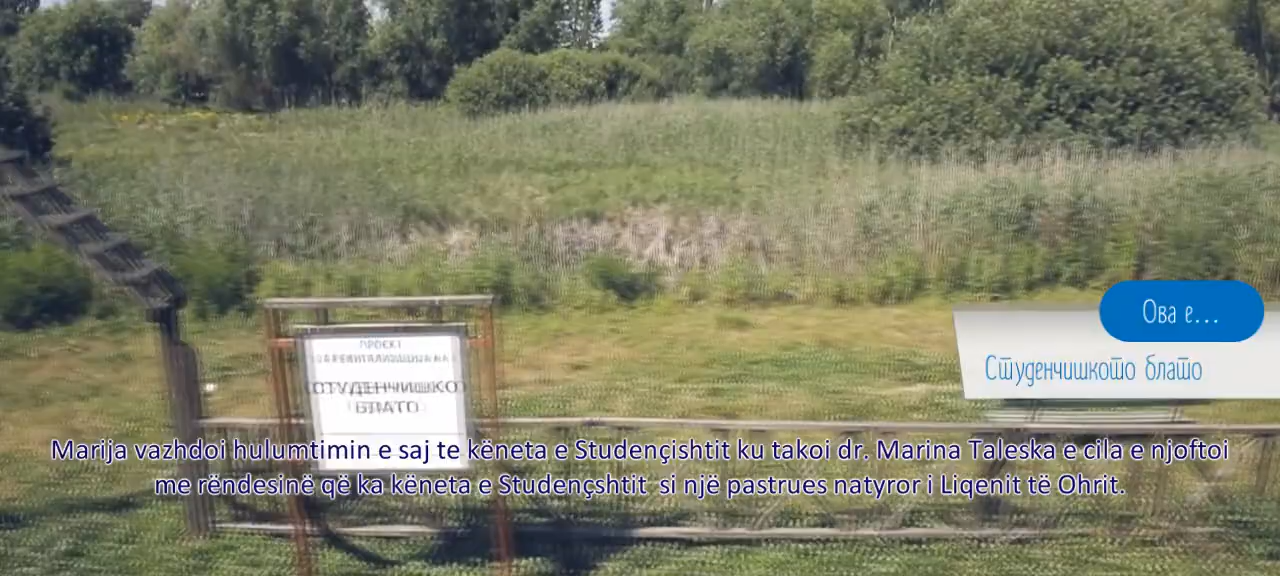 Ова е...
Студенчишкото блато
ПРОЕКТ
СТУДЕНЧИШКО
БЛАТО
Marija vazhdoi hulumtimin e saj te këneta e Studençishtit ku takoi dr. Marina Taleska e cila e njoftoi
me rëndesinë që ka këneta e Studençshtit si një pastrues natyror i Liqenit të Ohrit.